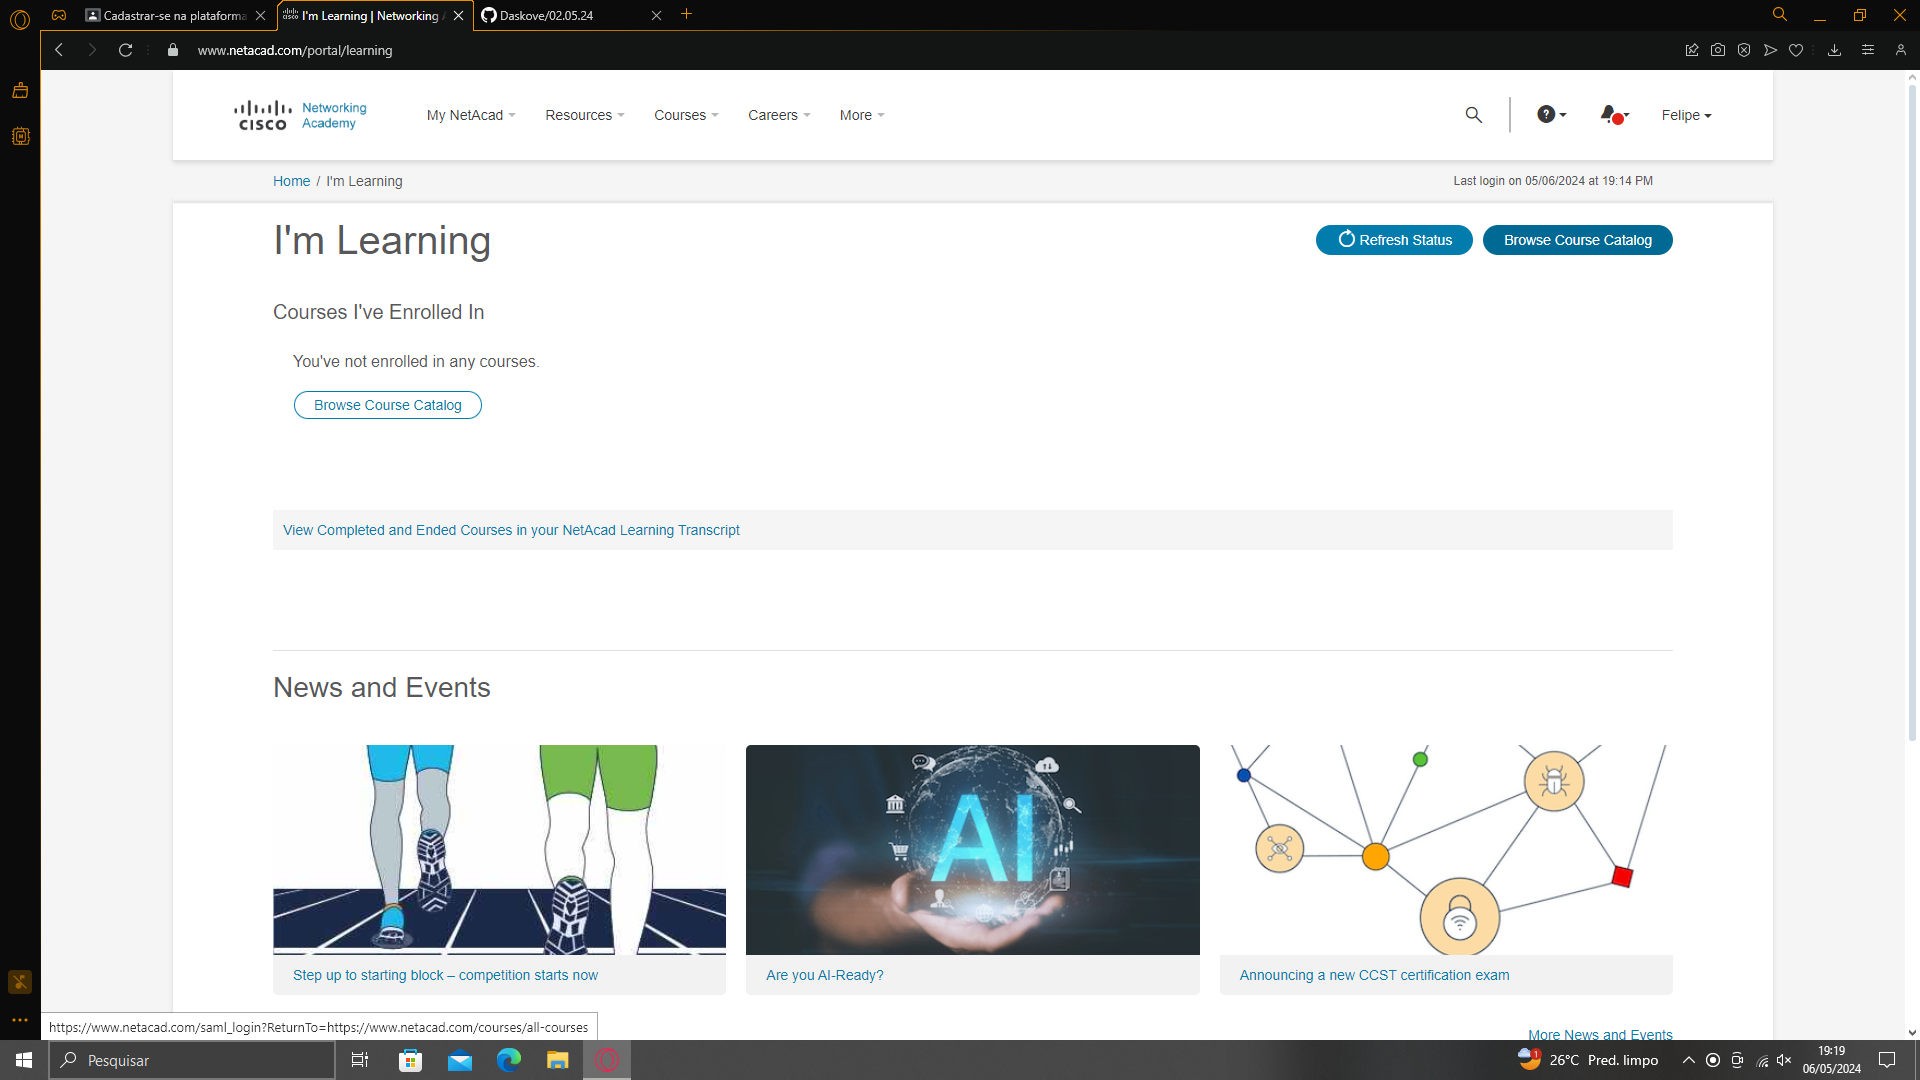 Cadastrar-se na plataforma
I'm Learning | Networking A
Daskove/02.05.24
www.netacad.com/portal/learning
CISCO
Networking
Academy
My NetAcad
Resources
Courses
Careers
More
?
Felipe
Home / I'm Learning
Last login on 05/06/2024 at 19:14 PM
I'm Learning
Refresh Status
Browse Course Catalog
Courses I've Enrolled In
You've not enrolled in any courses.
Browse Course Catalog
View Completed and Ended Courses in your NetAcad Learning Transcript
News and Events
AI
Step up to starting block – competition starts now
Are you AI-Ready?
Announcing a new CCST certification exam
More News and Events
https://www.netacad.com/saml_login?ReturnTo=https://www.netacad.com/courses/all-courses
Pesquisar
1
26°C Pred. limpo
19:19
06/05/2024